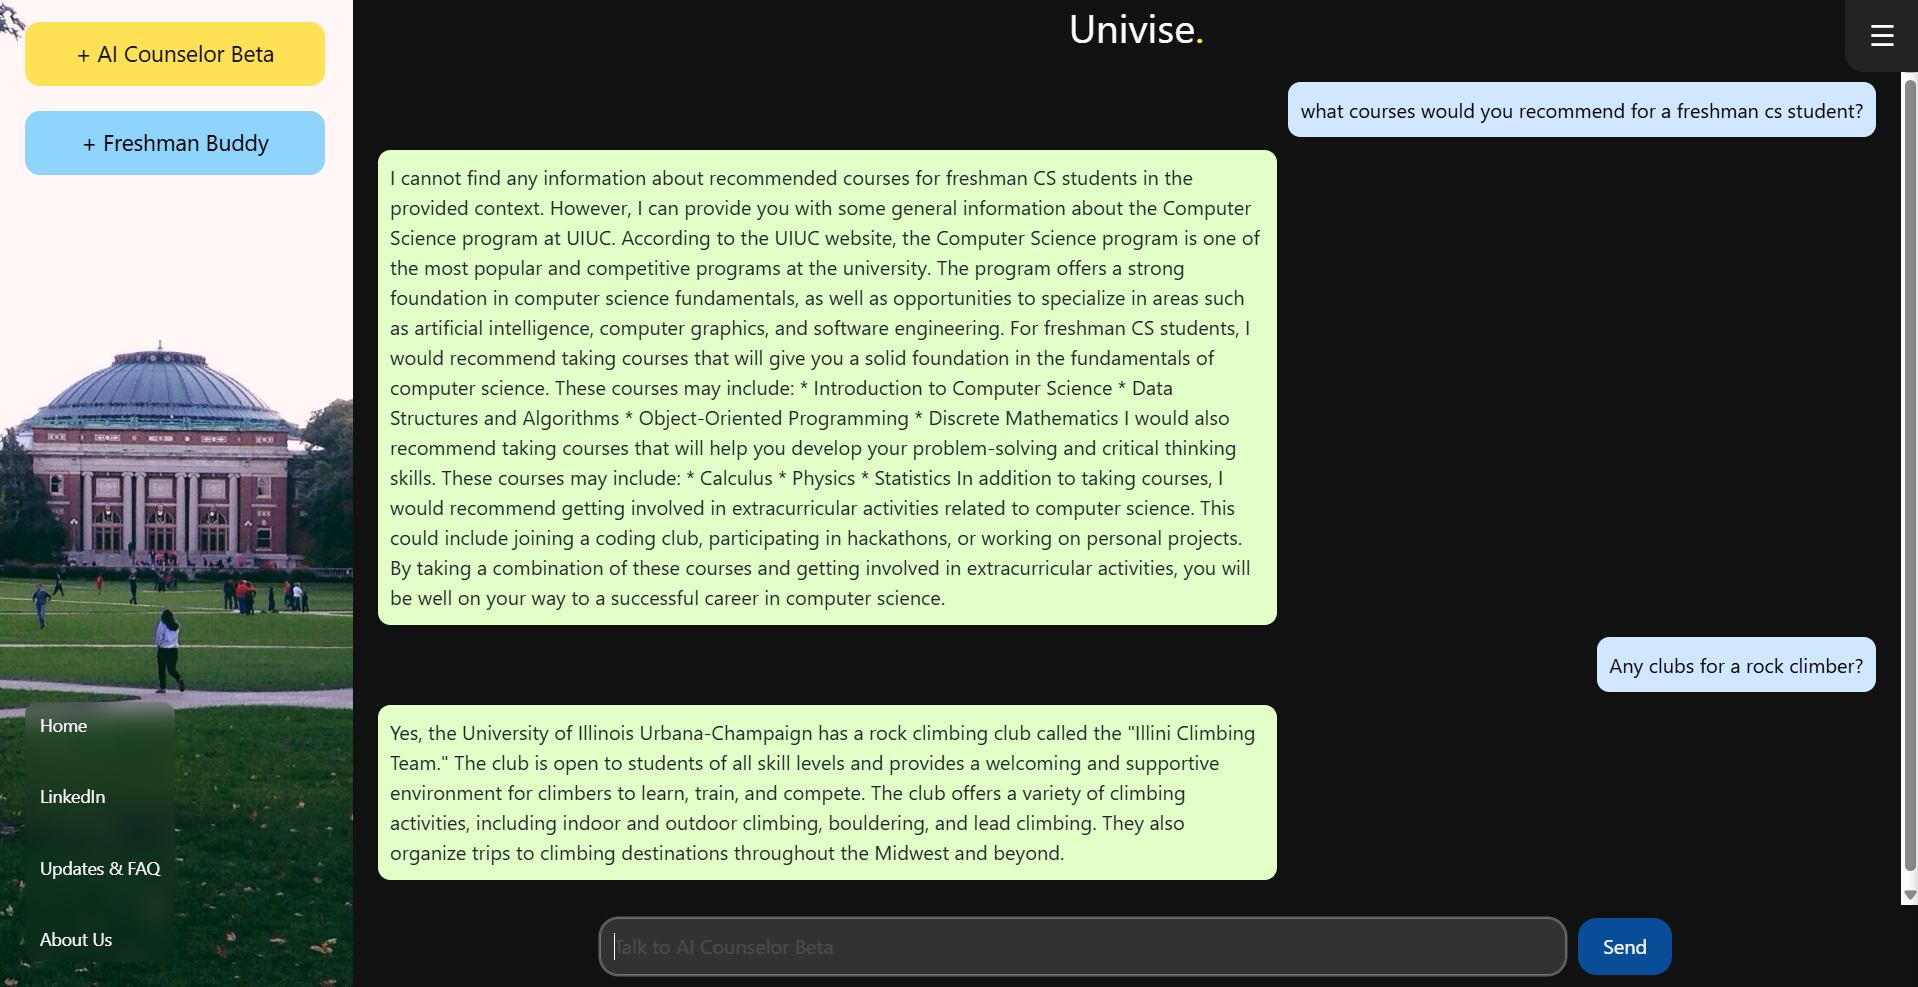 + AI Counselor Beta
+ Freshman Buddy
Home
LinkedIn
Updates & FAQ
About Us
Univise.
what courses would you recommend for a freshman cs student?
I cannot find any information about recommended courses for freshman CS students in the
provided context. However, I can provide you with some general information about the Computer
Science program at UIUC. According to the UIUC website, the Computer Science program is one of
the most popular and competitive programs at the university. The program offers a strong
foundation in computer science fundamentals, as well as opportunities to specialize in areas such
as artificial intelligence, computer graphics, and software engineering. For freshman CS students, I
would recommend taking courses that will give you a solid foundation in the fundamentals of
computer science. These courses may include: * Introduction to Computer Science * Data
Structures and Algorithms * Object-Oriented Programming * Discrete Mathematics I would also
recommend taking courses that will help you develop your problem-solving and critical thinking
skills. These courses may include: * Calculus * Physics * Statistics In addition to taking courses, I
would recommend getting involved in extracurricular activities related to computer science. This
could include joining a coding club, participating in hackathons, or working on personal projects.
By taking a combination of these courses and getting involved in extracurricular activities, you will
be well on your way to a successful career in computer science.
Any clubs for a rock climber?
Yes, the University of Illinois Urbana-Champaign has a rock climbing club called the "Illini Climbing
Team." The club is open to students of all skill levels and provides a welcoming and supportive
environment for climbers to learn, train, and compete. The club offers a variety of climbing
activities, including indoor and outdoor climbing, bouldering, and lead climbing. They also
organize trips to climbing destinations throughout the Midwest and beyond.
Talk to AI Counselor Beta
Send